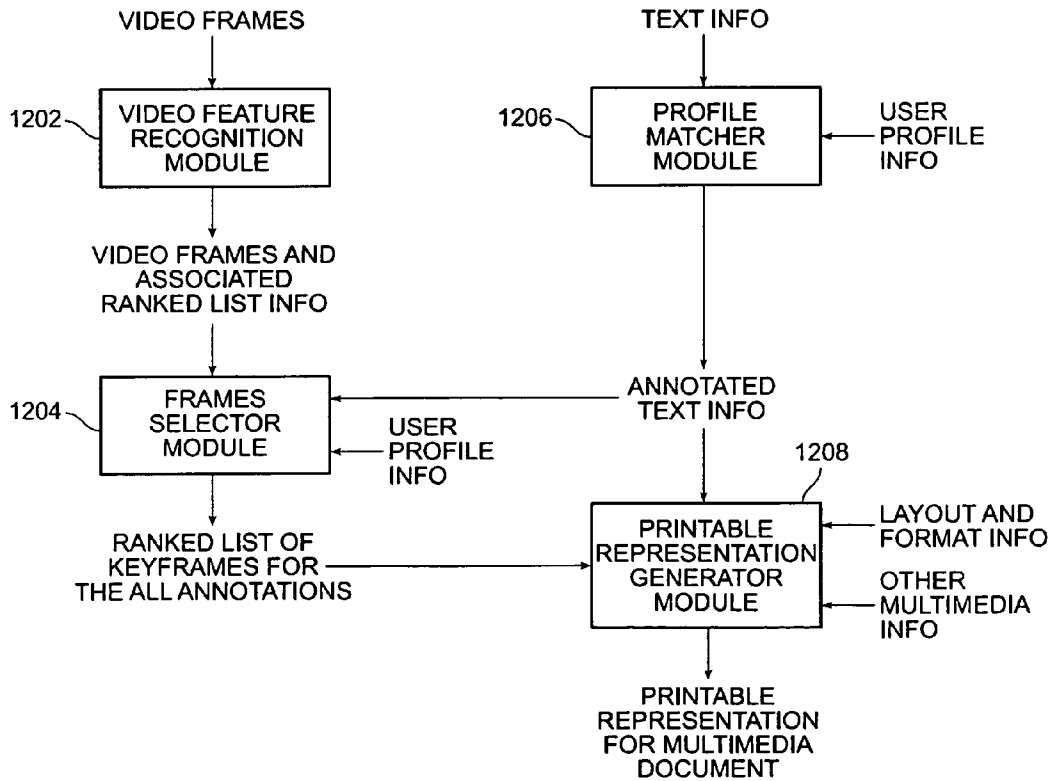 VIDEO FRAMES
TEXT INFO
1202
VIDEO FEATURE
RECOGNITION
MODULE
1206
PROFILE
MATCHER
MODULE
USER
PROFILE
INFO
VIDEO FRAMES AND
ASSOCIATED
RANKED LIST INFO
1204
FRAMES
SELECTOR
MODULE
ANNOTATED
TEXT INFO
USER
PROFILE
INFO
1208
RANKED LIST OF
KEYFRAMES FOR
THE ALL ANNOTATIONS
PRINTABLE
REPRESENTATION
GENERATOR
MODULE
LAYOUT AND
FORMAT INFO
OTHER
MULTIMEDIA
INFO
PRINTABLE
REPRESENTATION
FOR MULTIMEDIA
DOCUMENT